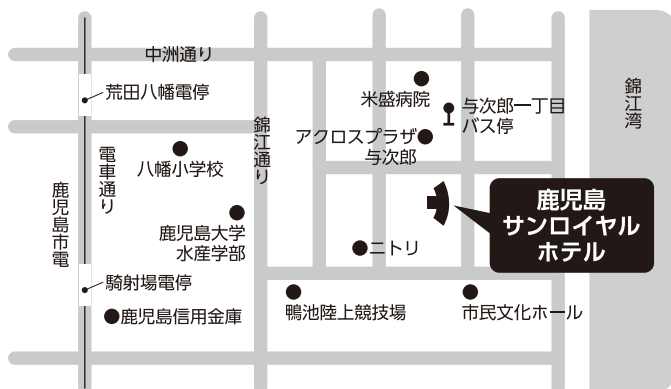 中洲通り
荒田八幡電停
米盛病院
与次郎一丁目
バス停
錦江湾
アクロスプラザ
与次郎
錦江通り
電車通り
八幡小学校
鹿児島市電
鹿児島大学
水産学部
鹿児島
サンロイヤル
ホテル
ニトリ
騎射場電停
鹿児島信用金庫
鴨池陸上競技場
市民文化ホール